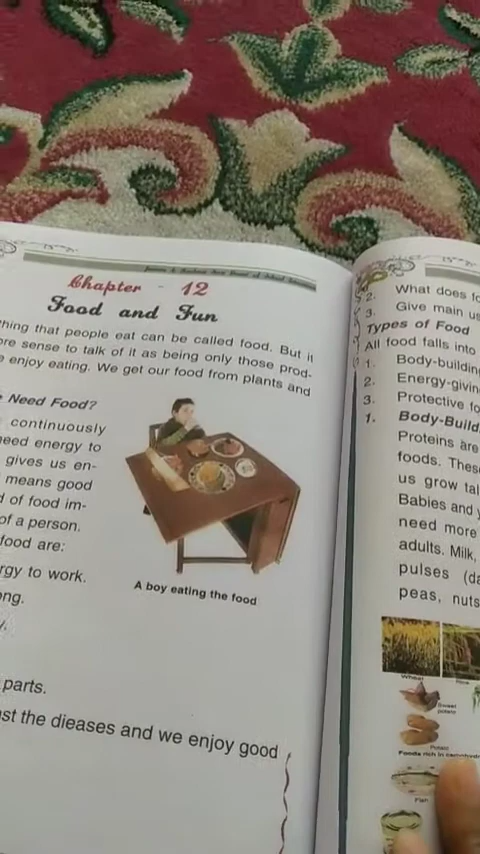 Chapter - 12
Food and Fun
thing that people eat can be called food. But it
ore sense to talk of it as being only those prod-
e enjoy eating. We get our food from plants and
Need Food?
continuously
need energy to
gives us en-
means good
d of food im-
of a person.
food are:
rgy to work.
ong.
y.
A boy eating the food
parts.
st the dieases and we enjoy good
2. What does fo
3. Give main us
Types of Food
All food falls into
1. Body-building
2. Energy-givin
3. Protective fo
1. Body-Build
Proteins are
foods. Thes
us grow tal
Babies and y
need more
adults. Milk,
pulses (da
peas, nuts
Wheat
Rice
Sweet potato
Potato
Foods rich in carbohydr
Fish